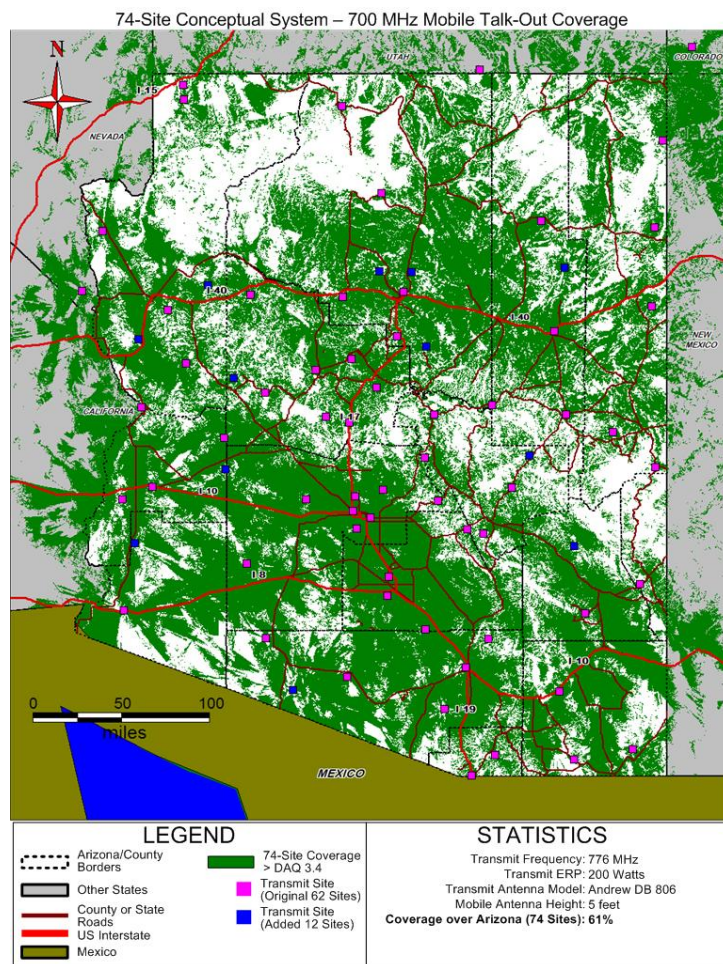 74-Site Conceptual System – 700 MHz Mobile Talk-Out Coverage
UTAH
COLORADO
N
I-15
NEVADA
I-40
I-40
NEW
MEXICO
CALIFORNIA
I-17
I-10
I-8
I-10
I-19
0 50 100
miles
MEXICO
LEGEND
Arizona/County
Borders
Other States
County or State
Roads
US Interstate
Mexico
74-Site Coverage
> DAQ 3.4
Transmit Site
(Original 62 Sites)
Transmit Site
(Added 12 Sites)
STATISTICS
Transmit Frequency: 776 MHz
Transmit ERP: 200 Watts
Transmit Antenna Model: Andrew DB 806
Mobile Antenna Height: 5 feet
Coverage over Arizona (74 Sites): 61%